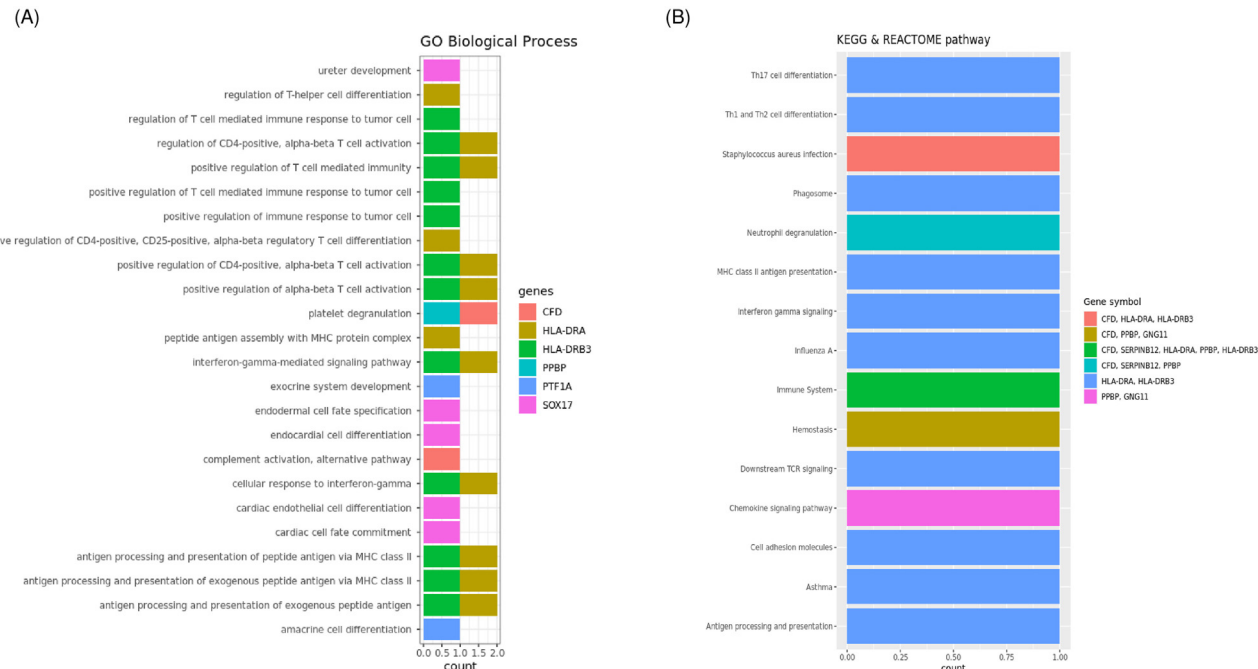 (A)
GO Biological Process
ureter development
regulation of T-helper cell differentiation
regulation of T cell mediated immune response to tumor cell
regulation of CD4-positive, alpha-beta T cell activation
positive regulation of T cell mediated immunity
positive regulation of T cell mediated immune response to tumor cell
positive regulation of immune response to tumor cell
ve regulation of CD4-positive, CD25-positive, alpha-beta regulatory T cell differentiation
positive regulation of CD4-positive, alpha-beta T cell activation
positive regulation of alpha-beta T cell activation
platelet degranulation
peptide antigen assembly with MHC protein complex
interferon-gamma-mediated signaling pathway
exocrine system development
endodermal cell fate specification
endocardial cell differentiation
complement activation, alternative pathway
cellular response to interferon-gamma
cardiac endothelial cell differentiation
cardiac cell fate commitment
antigen processing and presentation of peptide antigen via MHC class II
antigen processing and presentation of exogenous peptide antigen via MHC class II
antigen processing and presentation of exogenous peptide antigen
amacrine cell differentiation
0.0 0.5 1.0 1.5 2.0
count
genes
CFD
HLA-DRA
HLA-DRB3
PPBP
PTF1A
SOX17
(B)
KEGG & REACTOME pathway
Th17 cell differentiation
Th1 and Th2 cell differentiation
Staphylococcus aureus infection
Phagosome
Neutrophil degranulation
MHC class II antigen presentation
Interferon gamma signaling
Influenza A
Immune System
Hemostasis
Downstream TCR signaling
Chemokine signaling pathway
Cell adhesion molecules
Asthma
Antigen processing and presentation
0.00 0.25 0.50 0.75 1.00
count
Gene symbol
CFD, HLA-DRA, HLA-DRB3
CFD, PPBP, GNG11
CFD, SERPINB12, HLA-DRA, PPBP, HLA-DRB3
CFD, SERPINB12, PPBP
HLA-DRA, HLA-DRB3
PPBP, GNG11